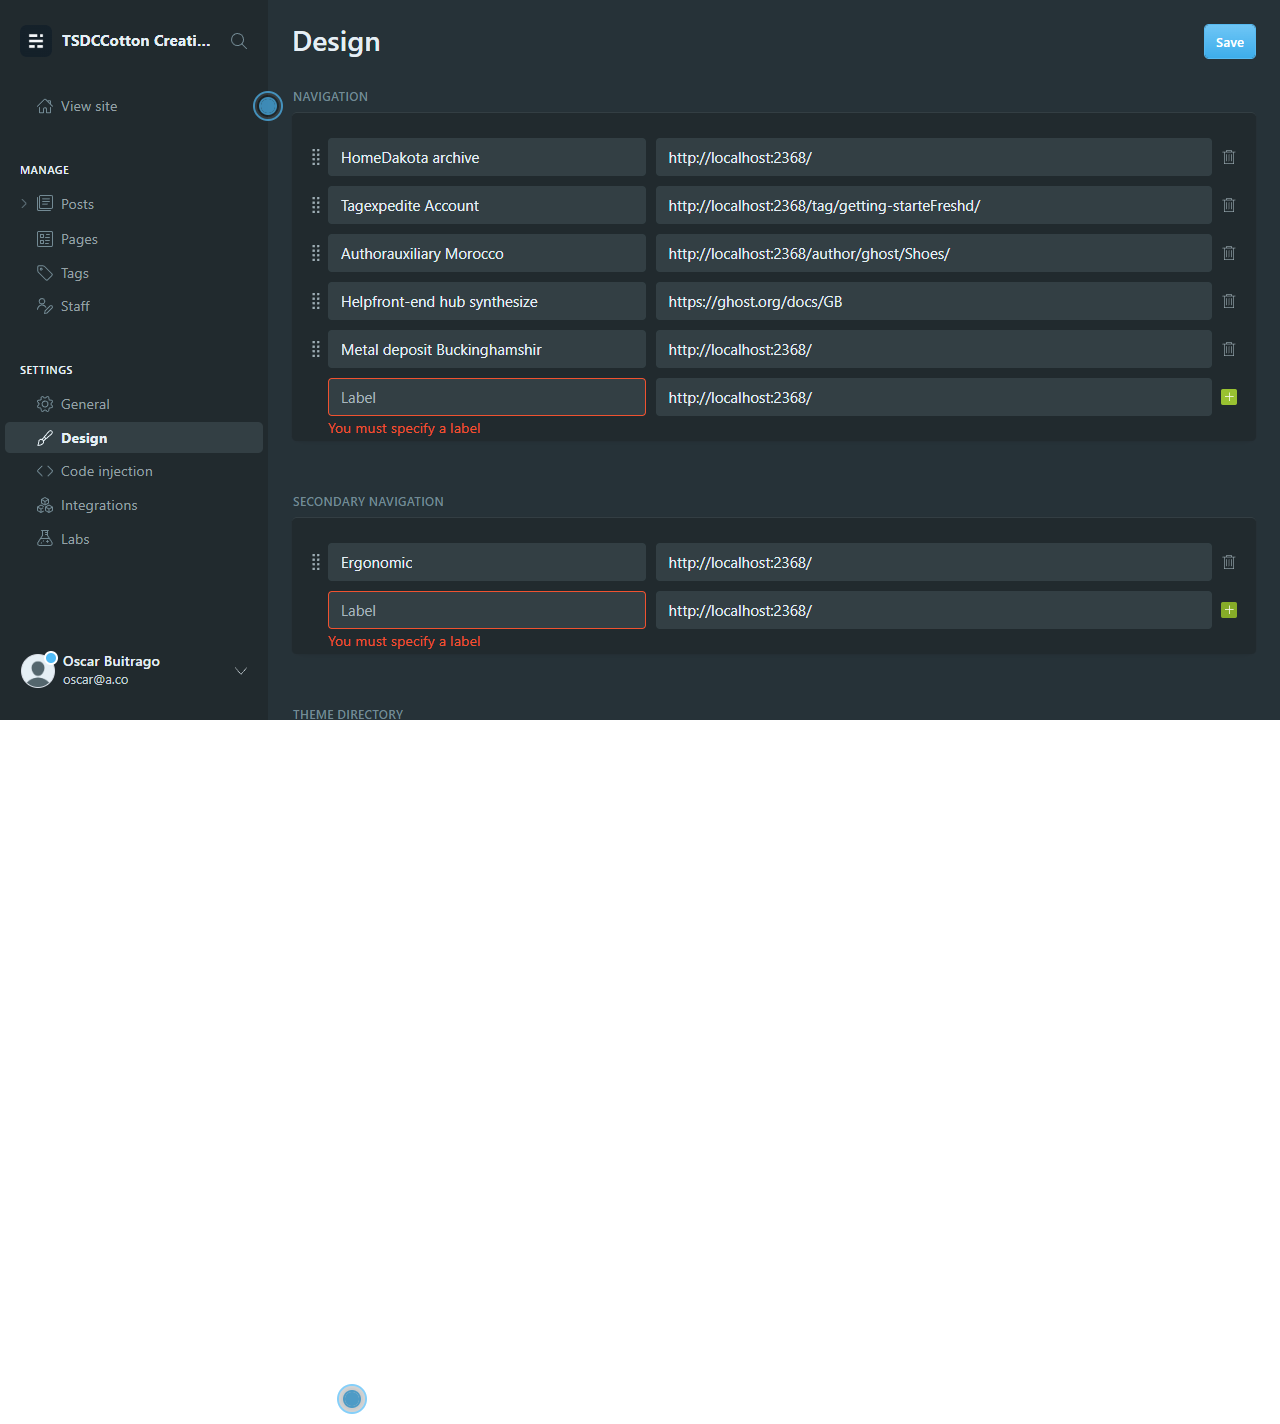 TSDCCotton Creati...
View site
MANAGE
Posts
Pages
Tags
Staff
SETTINGS
General
Design
Code injection
Integrations
Labs
Oscar Buitrago
oscar@a.co
Design
Save
NAVIGATION
HomeDakota archive http://localhost:2368/
Tagexpedite Account http://localhost:2368/tag/getting-starteFreshd/
Authorauxiliary Morocco http://localhost:2368/author/ghost/Shoes/
Helpfront-end hub synthesize https://ghost.org/docs/GB
Metal deposit Buckinghamshir http://localhost:2368/
Label http://localhost:2368/
You must specify a label
SECONDARY NAVIGATION
Ergonomic http://localhost:2368/
Label http://localhost:2368/
You must specify a label
THEME DIRECTORY